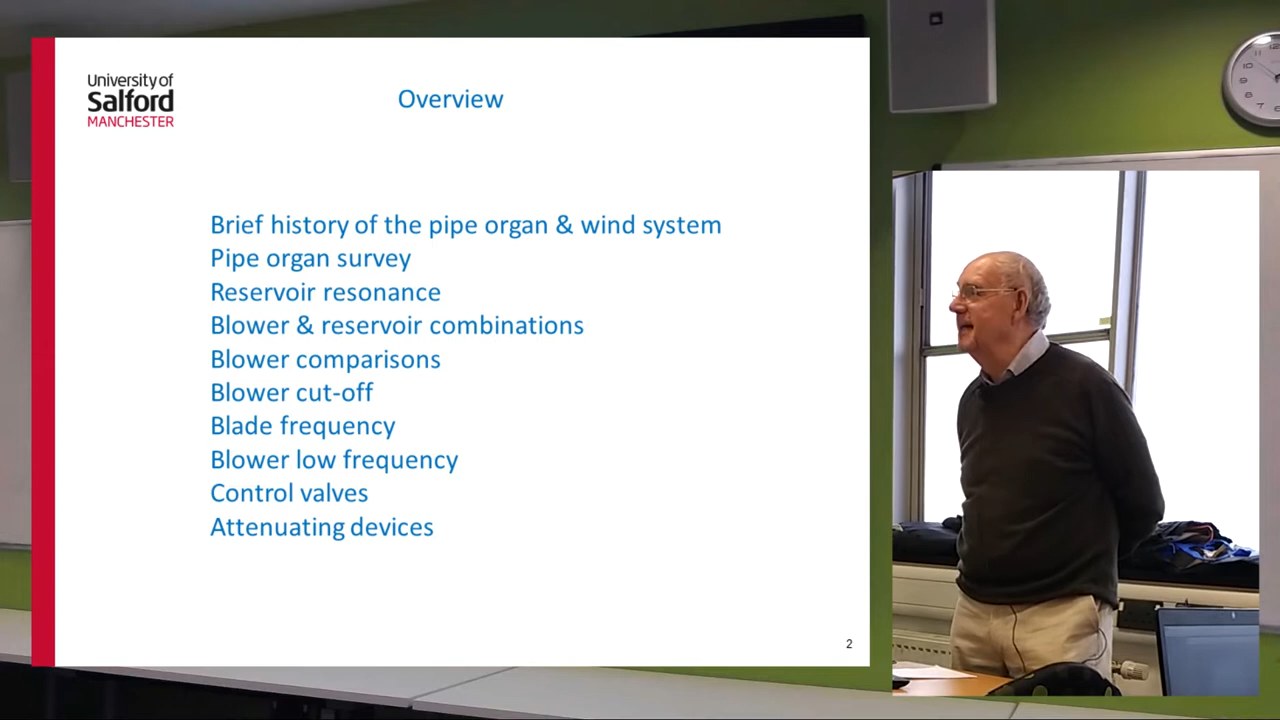 University of
Salford
MANCHESTER
Overview
Brief history of the pipe organ & wind system
Pipe organ survey
Reservoir resonance
Blower & reservoir combinations
Blower comparisons
Blower cut-off
Blade frequency
Blower low frequency
Control valves
Attenuating devices
2